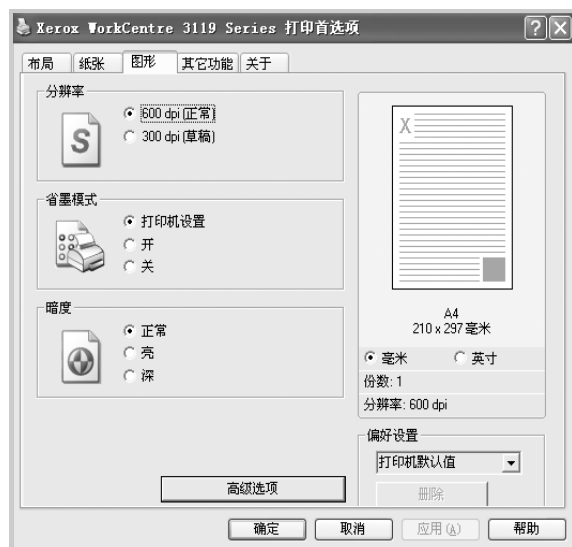 Xerox WorkCentre 3119 Series 打印首选项
布局 纸张 图形 其它功能 关于
分辨率
600 dpi (正常)
300 dpi (草稿)
省墨模式
打印机设置
开
关
暗度
正常
亮
深
高级选项
A4
210 x 297 毫米
毫米 英寸
份数: 1
分辨率: 600 dpi
偏好设置
打印机默认值
删除
确定 取消 应用(A) 帮助